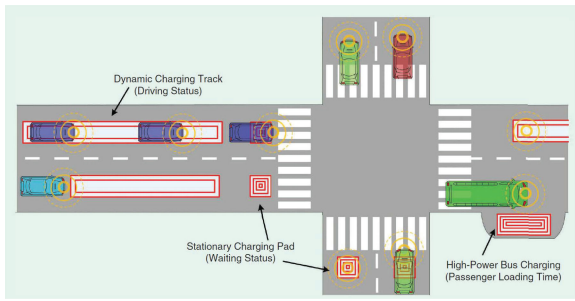 Dynamic Charging Track
(Driving Status)
Stationary Charging Pad
(Waiting Status)
High-Power Bus Charging
(Passenger Loading Time)